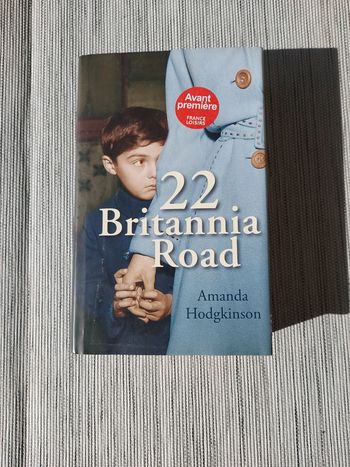 Avant
première
FRANCE
LOISIRS
22
Britannia
Road
Amanda
Hodgkinson